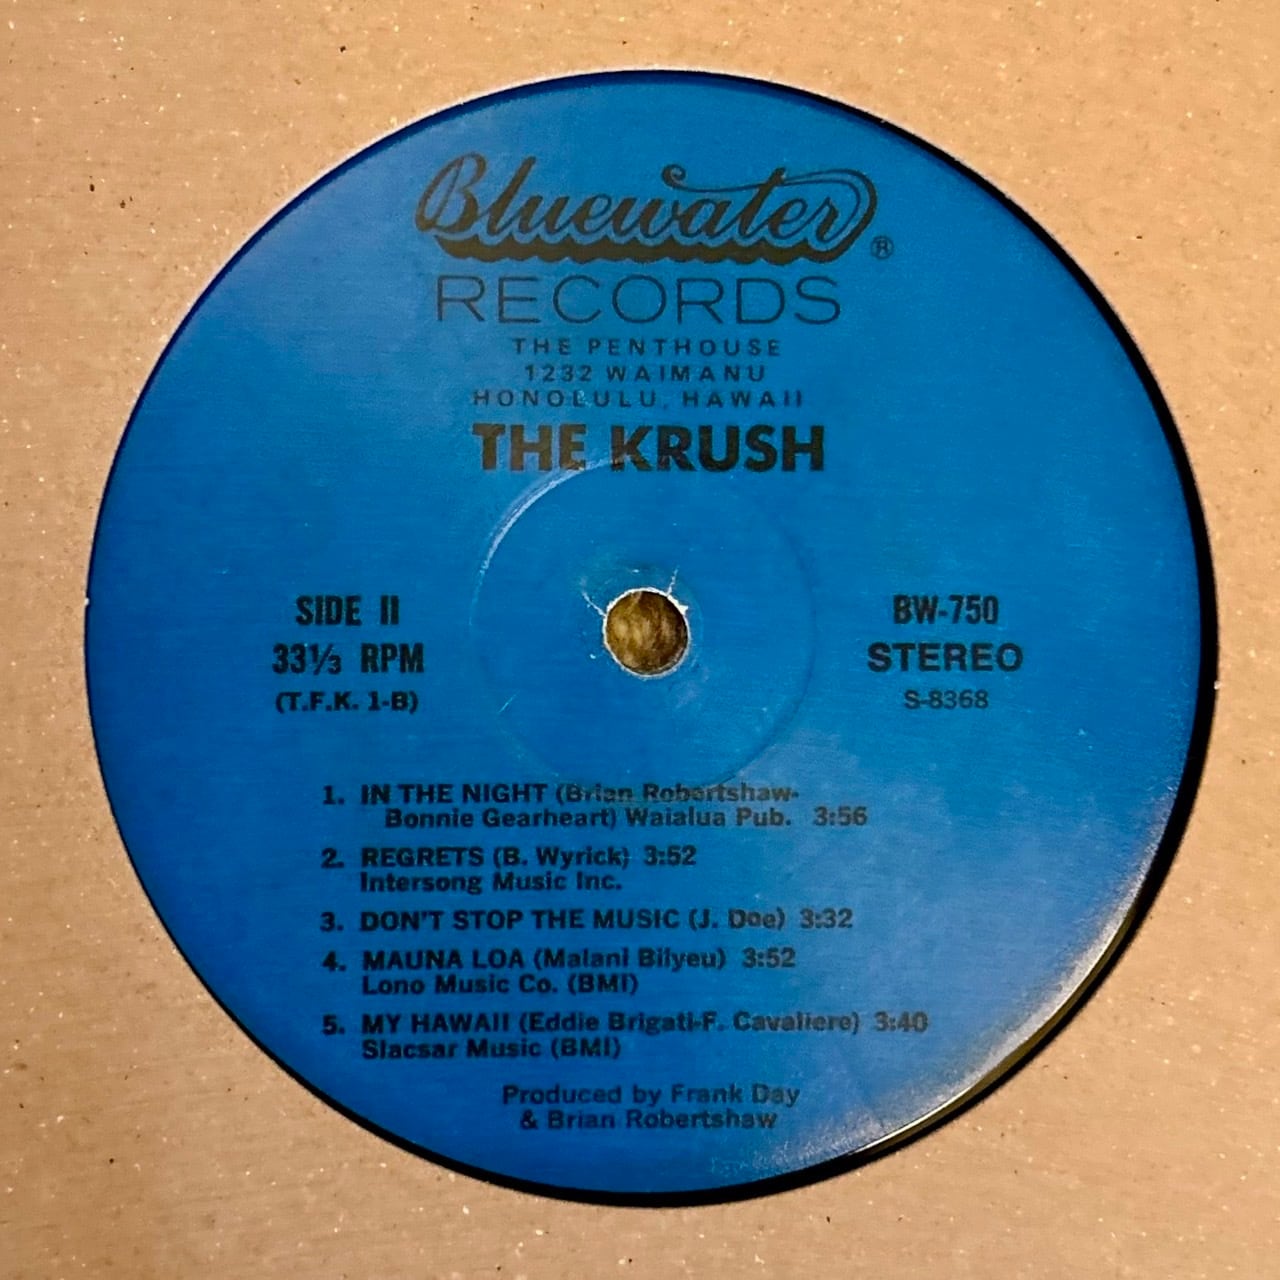 Bluewater®
RECORDS
THE PENTHOUSE
1232 WAIMANU
HONOLULU, HAWAII
THE KRUSH
SIDE II
33⅓ RPM
(T.F.K. 1-B)
BW-750
STEREO
S-8368
1. IN THE NIGHT (Brian Robertshaw-
Bonnie Gearheart) Waialua Pub. 3:56
2. REGRETS (B. Wyrick) 3:52
Intersong Music Inc.
3. DON'T STOP THE MUSIC (J. Doe) 3:32
4. MAUNA LOA (Malani Bilyeu) 3:52
Lono Music Co. (BMI)
5. MY HAWAII (Eddie Brigati-F. Cavaliere) 3:40
Slacsar Music (BMI)
Produced by Frank Day
& Brian Robertshaw